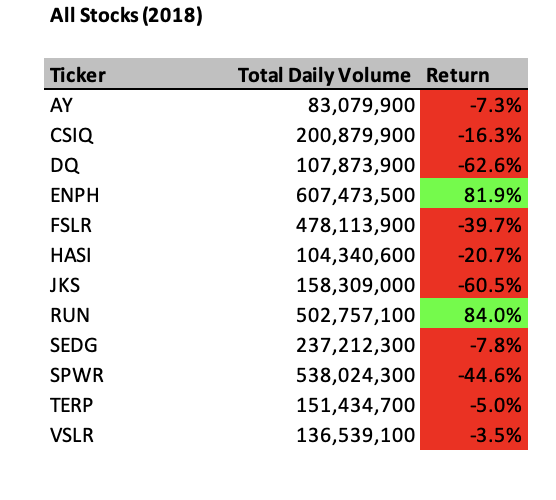 All Stocks (2018)
Ticker Total Daily Volume Return
AY 83,079,900 -7.3%
CSIQ 200,879,900 -16.3%
DQ 107,873,900 -62.6%
ENPH 607,473,500 81.9%
FSLR 478,113,900 -39.7%
HASI 104,340,600 -20.7%
JKS 158,309,000 -60.5%
RUN 502,757,100 84.0%
SEDG 237,212,300 -7.8%
SPWR 538,024,300 -44.6%
TERP 151,434,700 -5.0%
VSLR 136,539,100 -3.5%